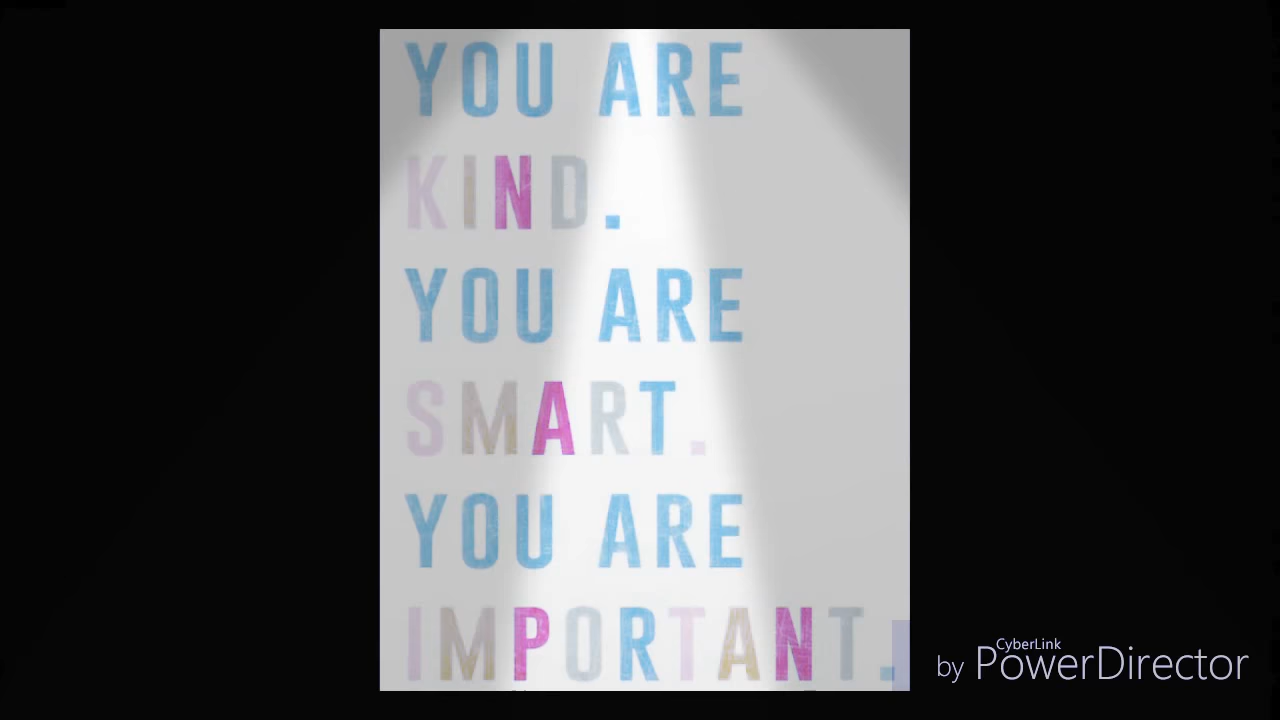 YOU ARE
KIND.
YOU ARE
SMART.
YOU ARE
IMPORTANT.
CyberLink
by PowerDirector